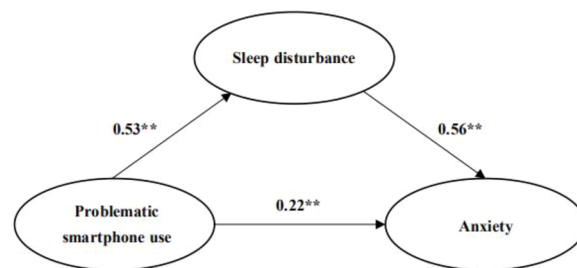 Sleep disturbance
0.53**
0.56**
Problematic
smartphone use
0.22**
Anxiety